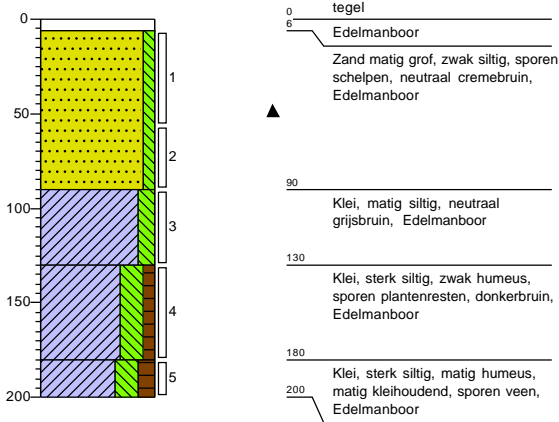 0
50
100
150
200
1
2
3
4
5
0
tegel
6
Edelmanboor
Zand matig grof, zwak siltig, sporen
schelpen, neutraal cremebruin,
Edelmanboor
90
Klei, matig siltig, neutraal
grijsbruin, Edelmanboor
130
Klei, sterk siltig, zwak humeus,
sporen plantenresten, donkerbruin,
Edelmanboor
180
Klei, sterk siltig, matig humeus,
matig kleihoudend, sporen veen,
Edelmanboor
200